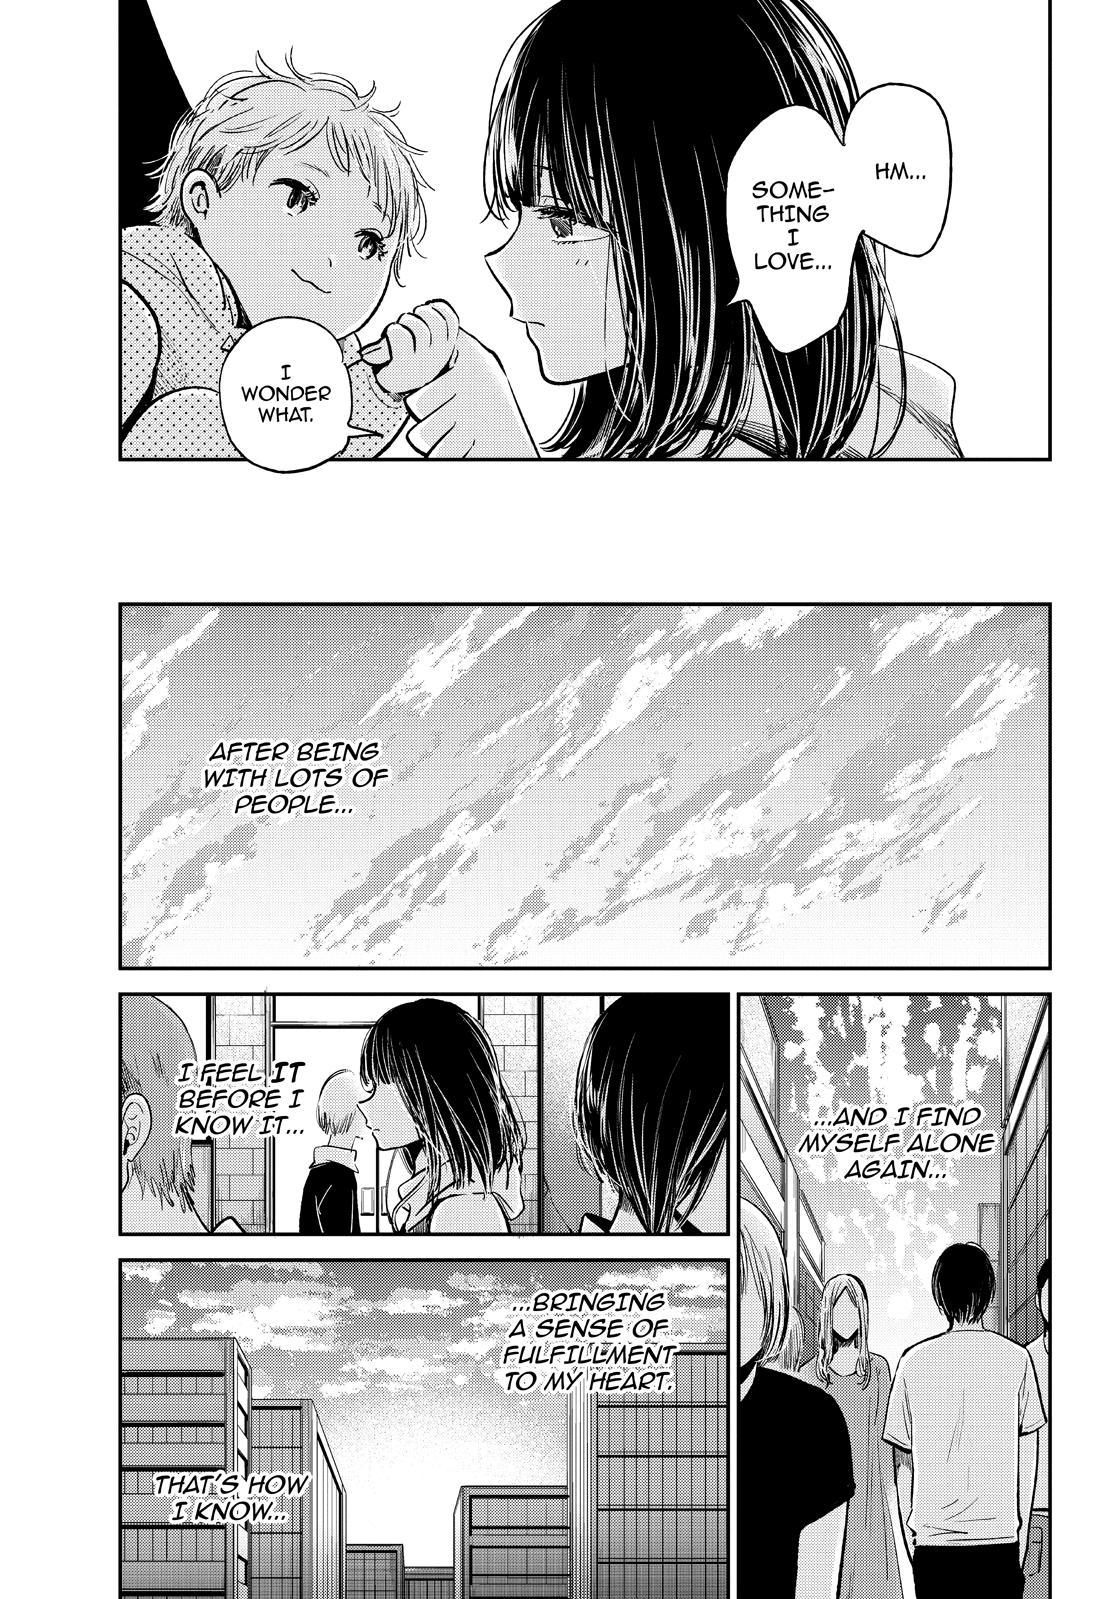 HM...
SOME-
THING
I
LOVE...
I
WONDER
WHAT.
AFTER BEING
WITH LOTS OF
PEOPLE...
...AND I FIND
MYSELF ALONE
AGAIN...
I FEEL IT
BEFORE I
KNOW IT...
...BRINGING
A SENSE OF
FULFILLMENT
TO MY HEART.
THAT'S HOW
I KNOW...